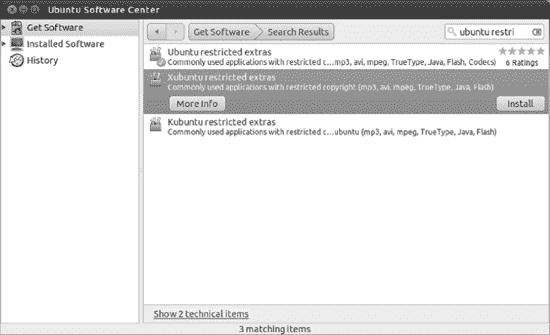 Ubuntu Software Center
Get Software
Installed Software
History
Get Software
Search Results
ubuntu restri
Ubuntu restricted extras
Commonly used applications with restricted c...mp3, avi, mpeg, TrueType, Java, Flash, Codecs)
6 Ratings
Xubuntu restricted extras
Commonly used applications with restricted copyright (mp3, avi, mpeg, TrueType, Java, Flash)
More Info
Install
Kubuntu restricted extras
Commonly used applications with restricted c...ubuntu (mp3, avi, mpeg, TrueType, Java, Flash)
Show 2 technical items
3 matching items